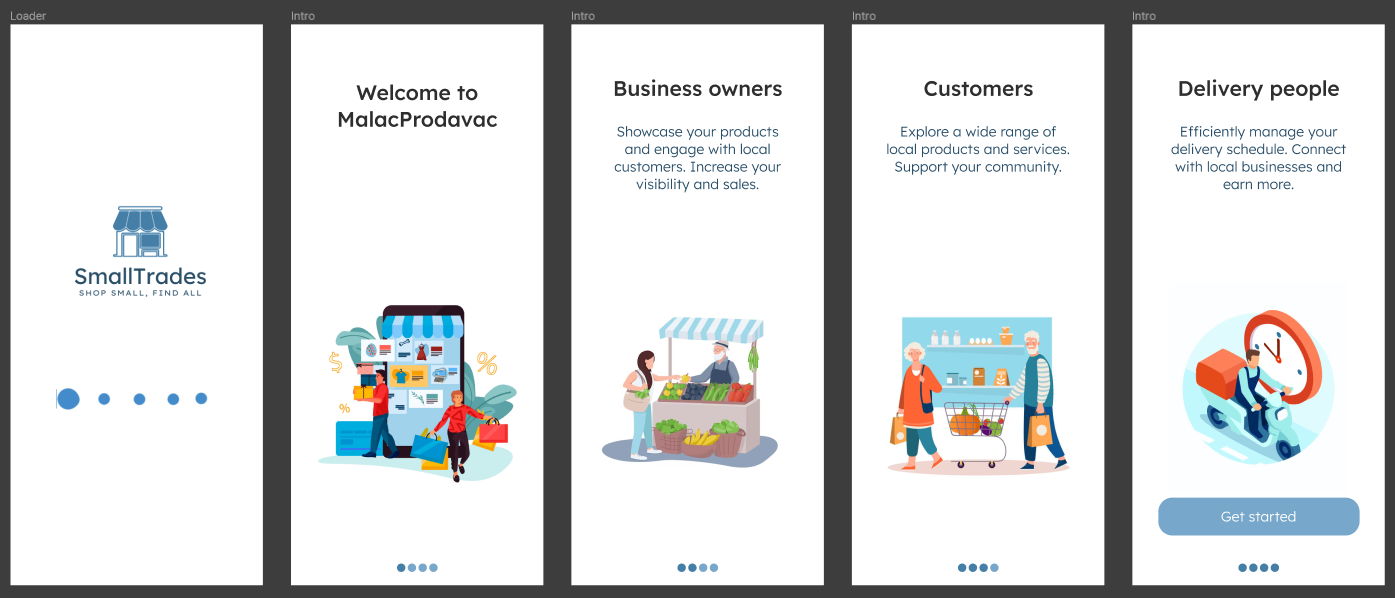 Loader
SmallTrades
SHOP SMALL, FIND ALL
Intro
Welcome to
MalacProdavac
$
%
%
Intro
Business owners
Showcase your products
and engage with local
customers. Increase your
visibility and sales.
Intro
Customers
Explore a wide range of
local products and services.
Support your community.
Intro
Delivery people
Efficiently manage your
delivery schedule. Connect
with local businesses and
earn more.
Get started